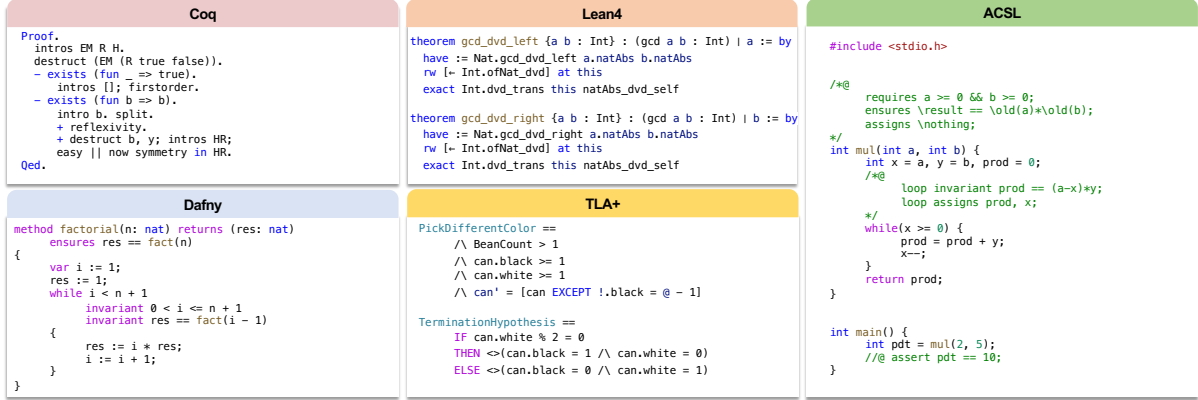 Coq
Proof.
intros EM R H.
destruct (EM (R true false)).
– exists (fun _ => true).
intros []; firstorder.
– exists (fun b => b).
intro b. split.
+ reflexivity.
+ destruct b, y; intros HR;
easy || now symmetry in HR.
Qed.
Lean4
theorem gcd_dvd_left {a b : Int} : (gcd a b : Int) ∣ a := by
have := Nat.gcd_dvd_left a.natAbs b.natAbs
rw [← Int.ofNat_dvd] at this
exact Int.dvd_trans this natAbs_dvd_self
theorem gcd_dvd_right {a b : Int} : (gcd a b : Int) ∣ b := by
have := Nat.gcd_dvd_right a.natAbs b.natAbs
rw [← Int.ofNat_dvd] at this
exact Int.dvd_trans this natAbs_dvd_self
ACSL
#include <stdio.h>
/*@
requires a >= 0 && b >= 0;
ensures \result == \old(a)*\old(b);
assigns \nothing;
*/
int mul(int a, int b) {
int x = a, y = b, prod = 0;
/*@
loop invariant prod == (a-x)*y;
loop assigns prod, x;
*/
while(x >= 0) {
prod = prod + y;
x--;
}
return prod;
}
int main() {
int pdt = mul(2, 5);
//@ assert pdt == 10;
}
Dafny
method factorial(n: nat) returns (res: nat)
ensures res == fact(n)
{
var i := 1;
res := 1;
while i < n + 1
invariant 0 < i <= n + 1
invariant res == fact(i - 1)
{
res := i * res;
i := i + 1;
}
}
TLA+
PickDifferentColor ==
/\ BeanCount > 1
/\ can.black >= 1
/\ can.white >= 1
/\ can' = [can EXCEPT !.black = @ - 1]
TerminationHypothesis ==
IF can.white % 2 = 0
THEN <>(can.black = 1 /\ can.white = 0)
ELSE <>(can.black = 0 /\ can.white = 1)